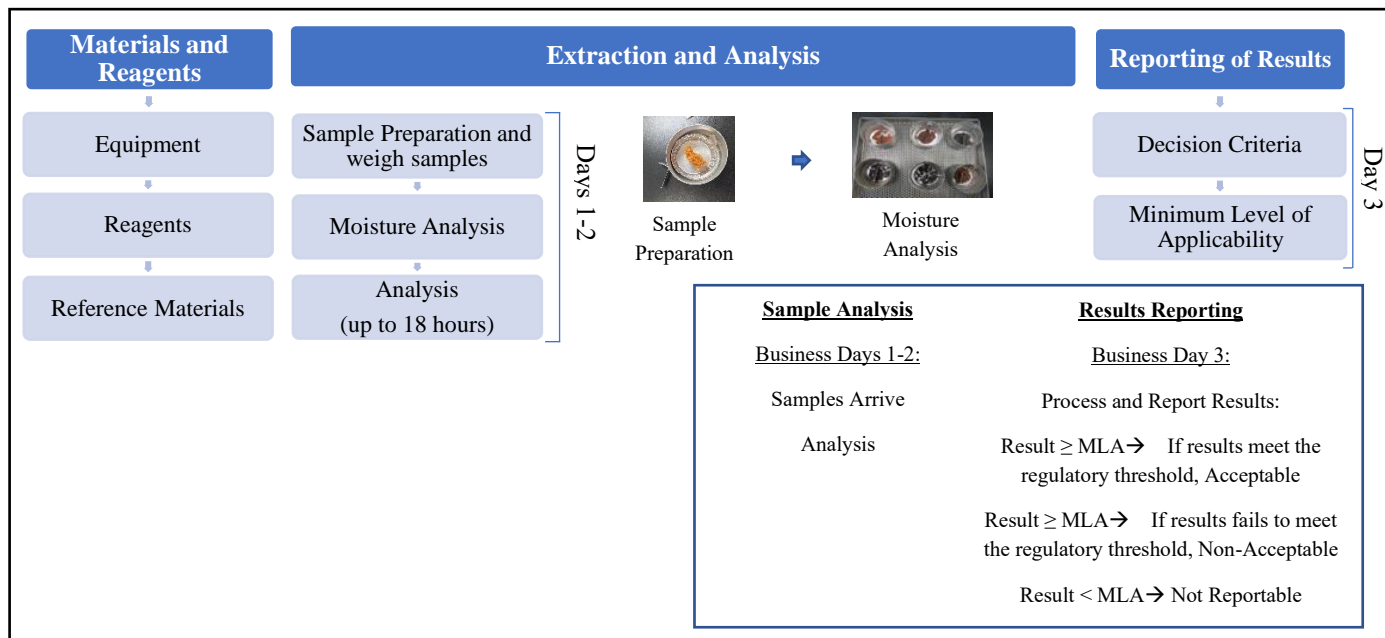 Materials and
Reagents
Equipment
Reagents
Reference Materials
Extraction and Analysis
Sample Preparation and
weigh samples
Moisture Analysis
Analysis
(up to 18 hours)
Days 1-2
Sample
Preparation
Moisture
Analysis
Reporting of Results
Decision Criteria
Minimum Level of
Applicability
Day 3
Sample Analysis
Business Days 1-2:
Samples Arrive
Analysis
Results Reporting
Business Day 3:
Process and Report Results:
Result ≥ MLA→ If results meet the
regulatory threshold, Acceptable
Result ≥ MLA→ If results fails to meet
the regulatory threshold, Non-Acceptable
Result < MLA→ Not Reportable